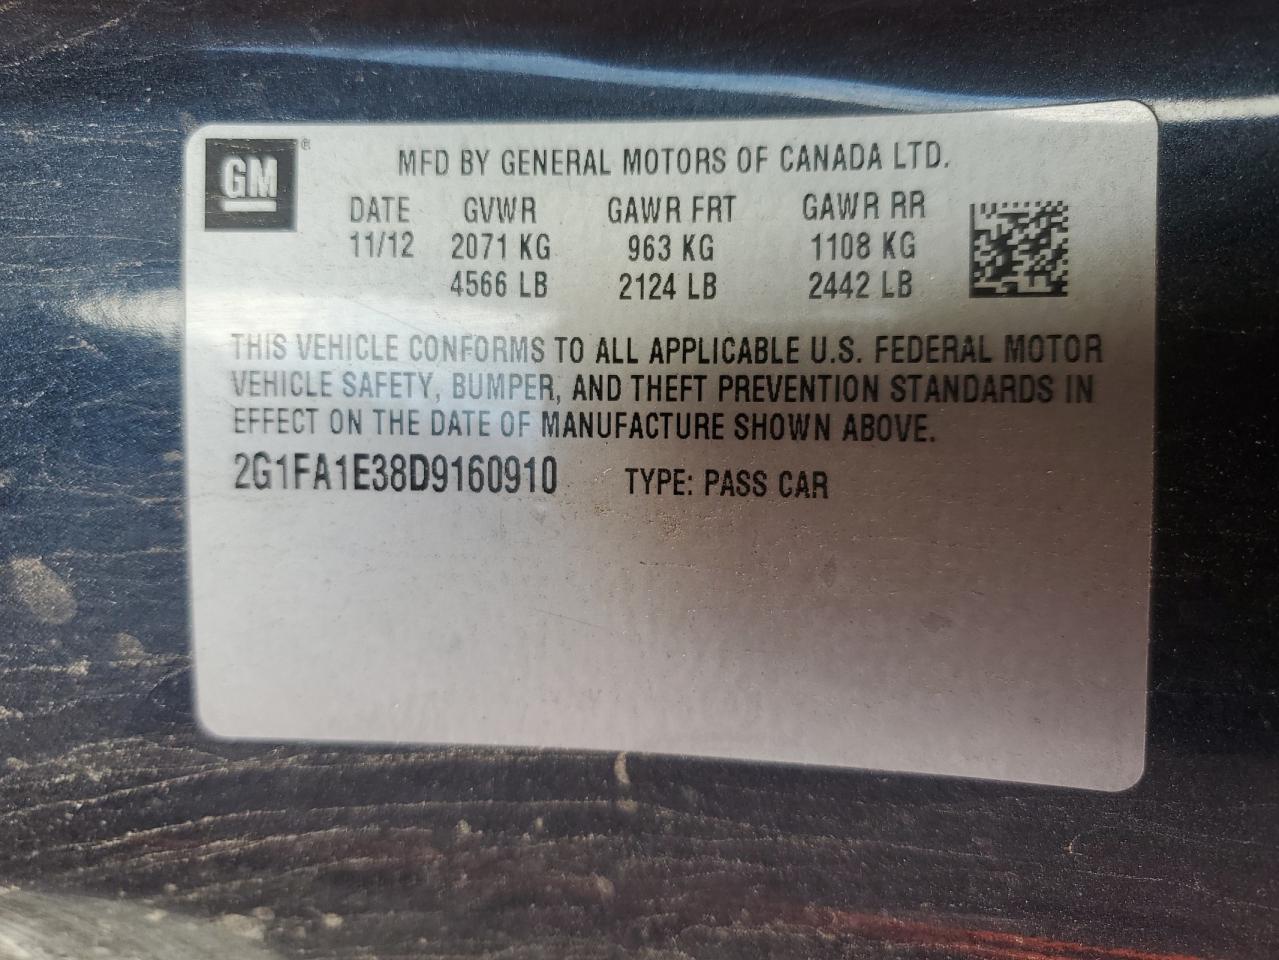 GM®
MFD BY GENERAL MOTORS OF CANADA LTD.
DATE GVWR GAWR FRT GAWR RR
11/12 2071 KG 963 KG 1108 KG
4566 LB 2124 LB 2442 LB
THIS VEHICLE CONFORMS TO ALL APPLICABLE U.S. FEDERAL MOTOR
VEHICLE SAFETY, BUMPER, AND THEFT PREVENTION STANDARDS IN
EFFECT ON THE DATE OF MANUFACTURE SHOWN ABOVE.
2G1FA1E38D9160910 TYPE: PASS CAR